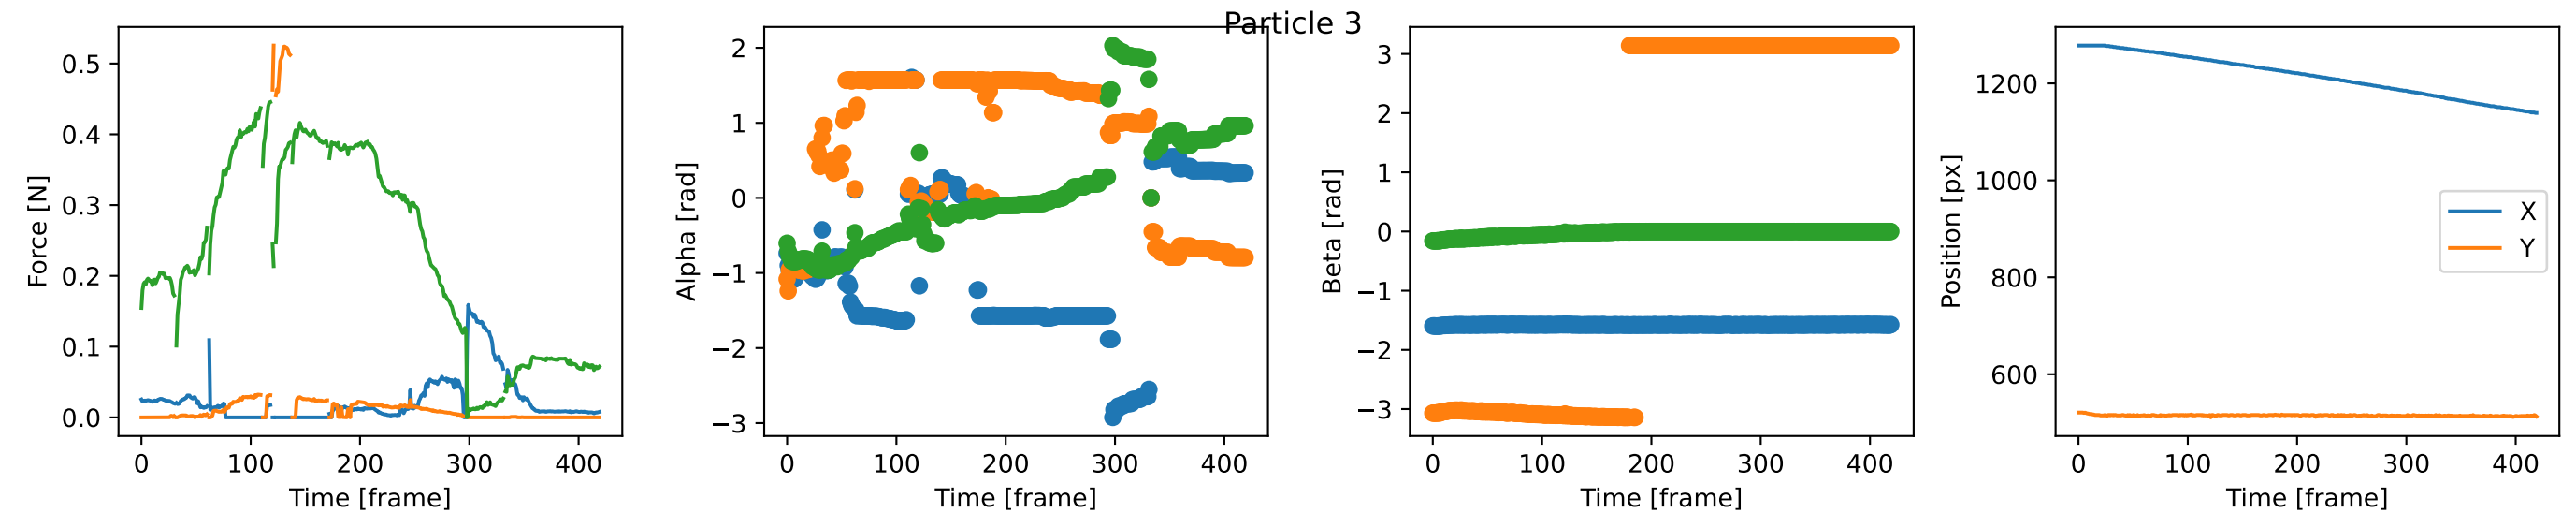 Particle 3
Force [N]
0.5
0.4
0.3
0.2
0.1
0.0
0 100 200 300 400
Time [frame]
Alpha [rad]
2
1
0
−1
−2
−3
0 100 200 300 400
Time [frame]
Beta [rad]
3
2
1
0
−1
−2
−3
0 100 200 300 400
Time [frame]
Position [px]
1200
1000
800
600
X
Y
0 100 200 300 400
Time [frame]